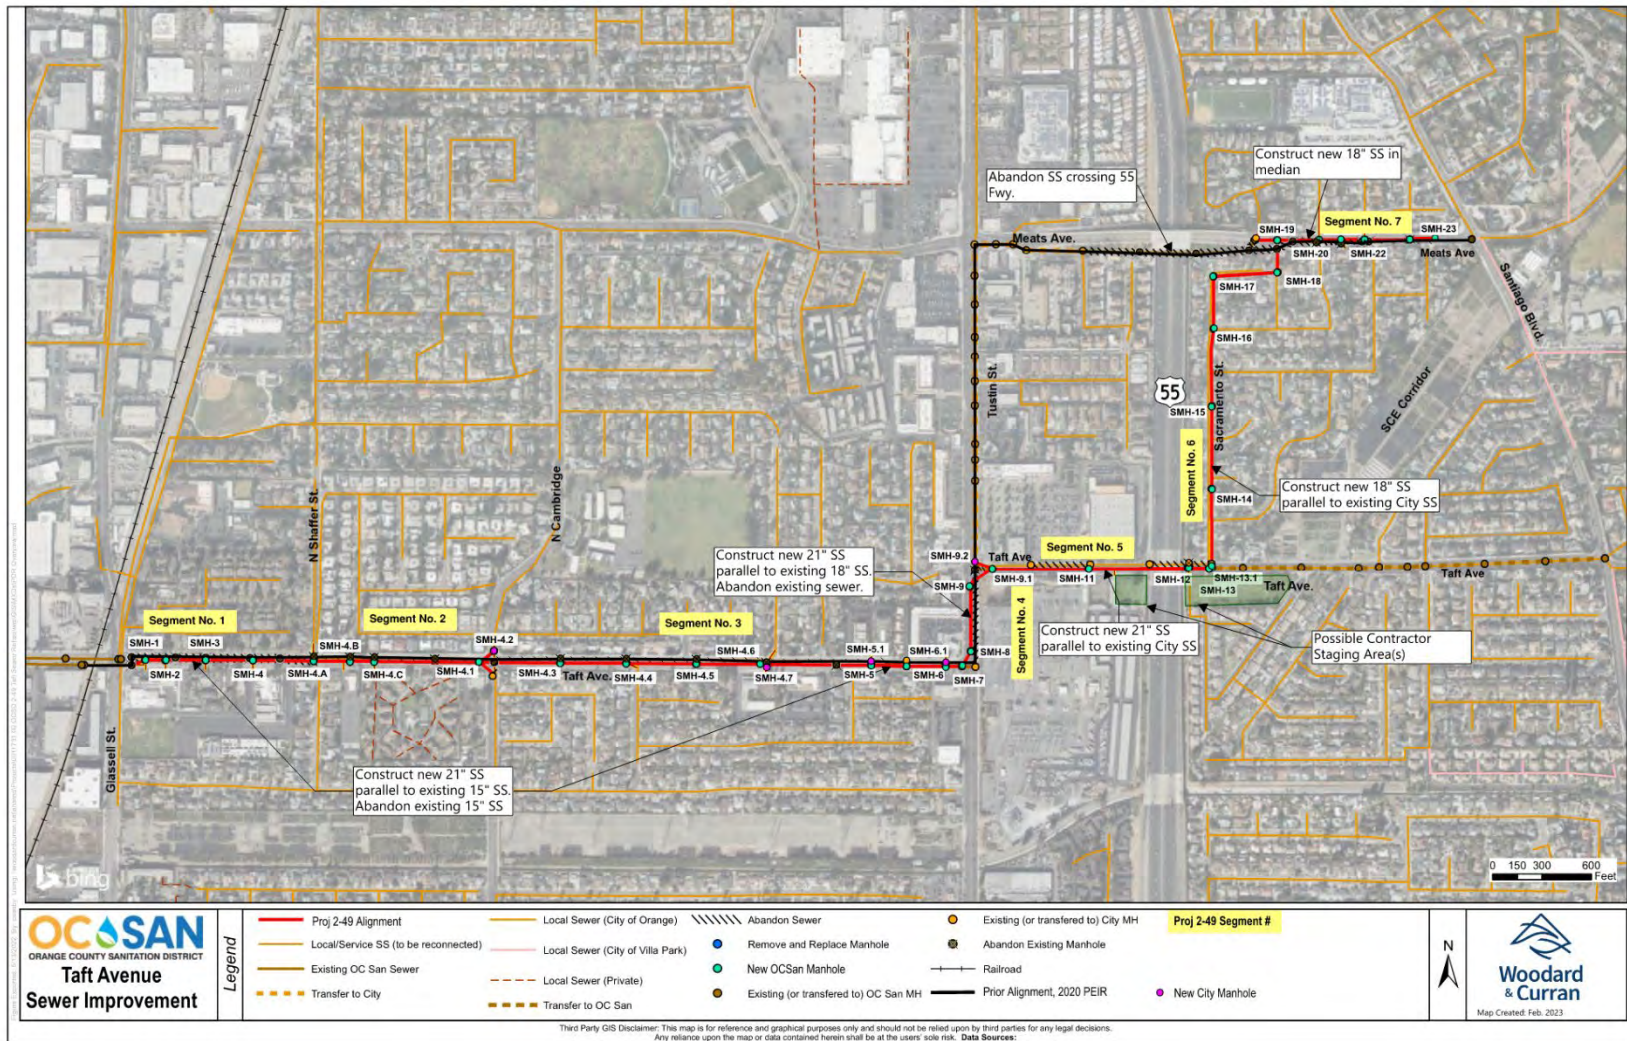 Construct new 18" SS in
median
Abandon SS crossing 55
Fwy.
Segment No. 7
SMH-19
SMH-23
Meats Ave.
SMH-20
SMH-22
Meats Ave
SMH-17
SMH-18
Santiago Blvd.
SMH-16
Tustin St.
55
SMH-15
Sacramento St.
SCE Corridor
Segment No. 6
SMH-14
Construct new 18" SS
parallel to existing City SS
N Shaffer St.
N Cambridge
Construct new 21" SS
parallel to existing 18" SS.
Abandon existing sewer.
SMH-9.2
Taft Ave
Segment No. 5
SMH-9
SMH-9.1
SMH-11
SMH-12
SMH-13.1
SMH-13
Taft Ave.
Taft Ave
Segment No. 4
Segment No. 1
Segment No. 2
Segment No. 3
SMH-1
SMH-3
SMH-4.B
SMH-4.2
SMH-4.6
SMH-5.1
SMH-6.1
SMH-8
SMH-2
SMH-4
SMH-4.A
SMH-4.C
SMH-4.1
SMH-4.3
Taft Ave.
SMH-4.4
SMH-4.5
SMH-4.7
SMH-5
SMH-6
SMH-7
Construct new 21" SS
parallel to existing City SS
Possible Contractor
Staging Area(s)
Glassell St.
Construct new 21" SS
parallel to existing 15" SS.
Abandon existing 15" SS
bing
0 150 300 600
Feet
OC SAN
ORANGE COUNTY SANITATION DISTRICT
Taft Avenue
Sewer Improvement
Legend
Proj 2-49 Alignment
Local/Service SS (to be reconnected)
Existing OC San Sewer
Transfer to City
Local Sewer (City of Orange)
Local Sewer (City of Villa Park)
Local Sewer (Private)
Transfer to OC San
Abandon Sewer
Remove and Replace Manhole
New OCSan Manhole
Existing (or transfered to) OC San MH
Existing (or transfered to) City MH
Abandon Existing Manhole
Railroad
Prior Alignment, 2020 PEIR
Proj 2-49 Segment #
New City Manhole
N
Woodard
& Curran
Map Created: Feb. 2023
Third Party GIS Disclaimer: This map is for reference and graphical purposes only and should not be relied upon by third parties for any legal decisions.
Any reliance upon the map or data contained herein shall be at the users' sole risk. Data Sources: